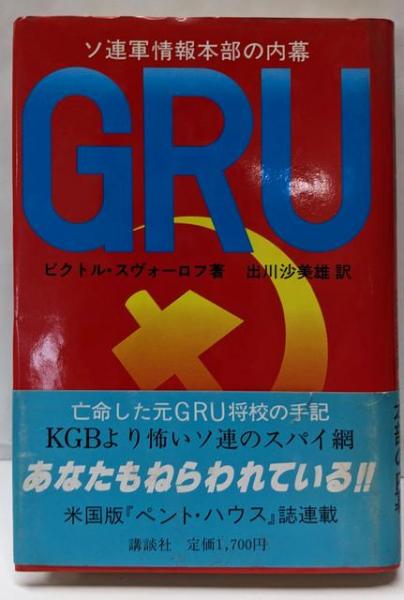 ソ連軍情報本部の内幕
GRU
ビクトル・スヴォーロフ著 出川沙美雄 訳
亡命した元GRU将校の手記
KGBより怖いソ連のスパイ網
あなたもねらわれている!!
米国版『ペント・ハウス』誌連載
講談社 定価1,700円